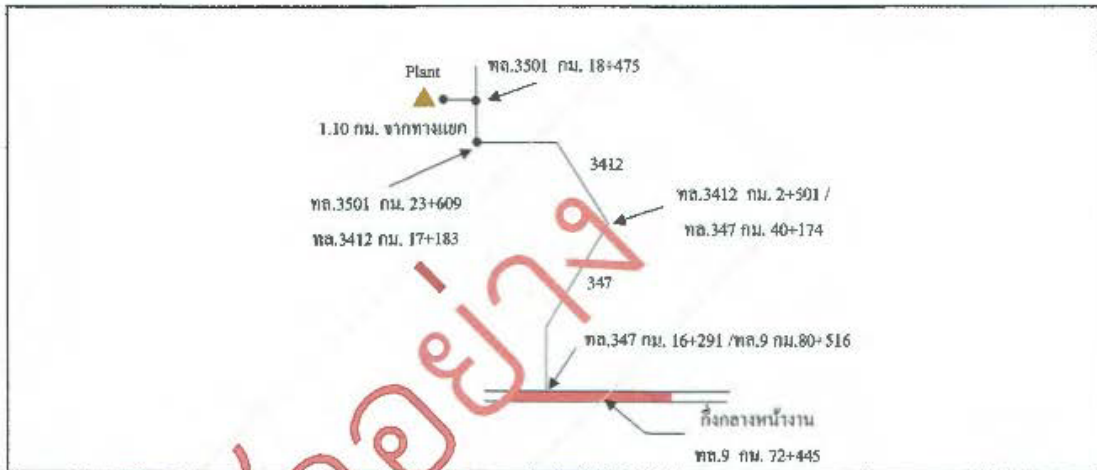 Plant
ทล.3501 กม. 18+475
1.10 กม. จากทางแยก
3412
ทล.3501 กม. 23+609
ทล.3412 กม. 17+183
ทล.3412 กม. 2+501 /
ทล.347 กม. 40+174
347
ทล.347 กม. 16+291 /ทล.9 กม.80+516
กึ่งกลางหน้างาน
ทล.9 กม. 72+445
ตัวอย่าง